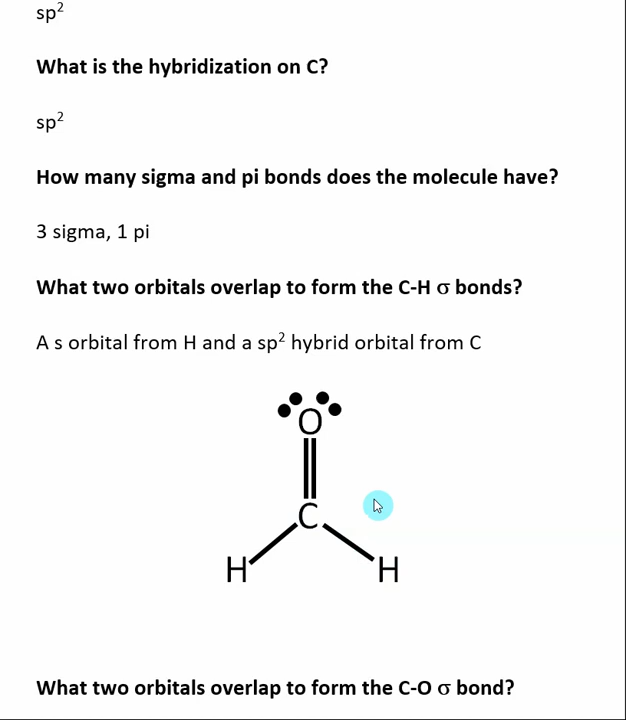 sp²
What is the hybridization on C?
sp²
How many sigma and pi bonds does the molecule have?
3 sigma, 1 pi
What two orbitals overlap to form the C-H σ bonds?
A s orbital from H and a sp² hybrid orbital from C
O
C
H H
What two orbitals overlap to form the C-O σ bond?